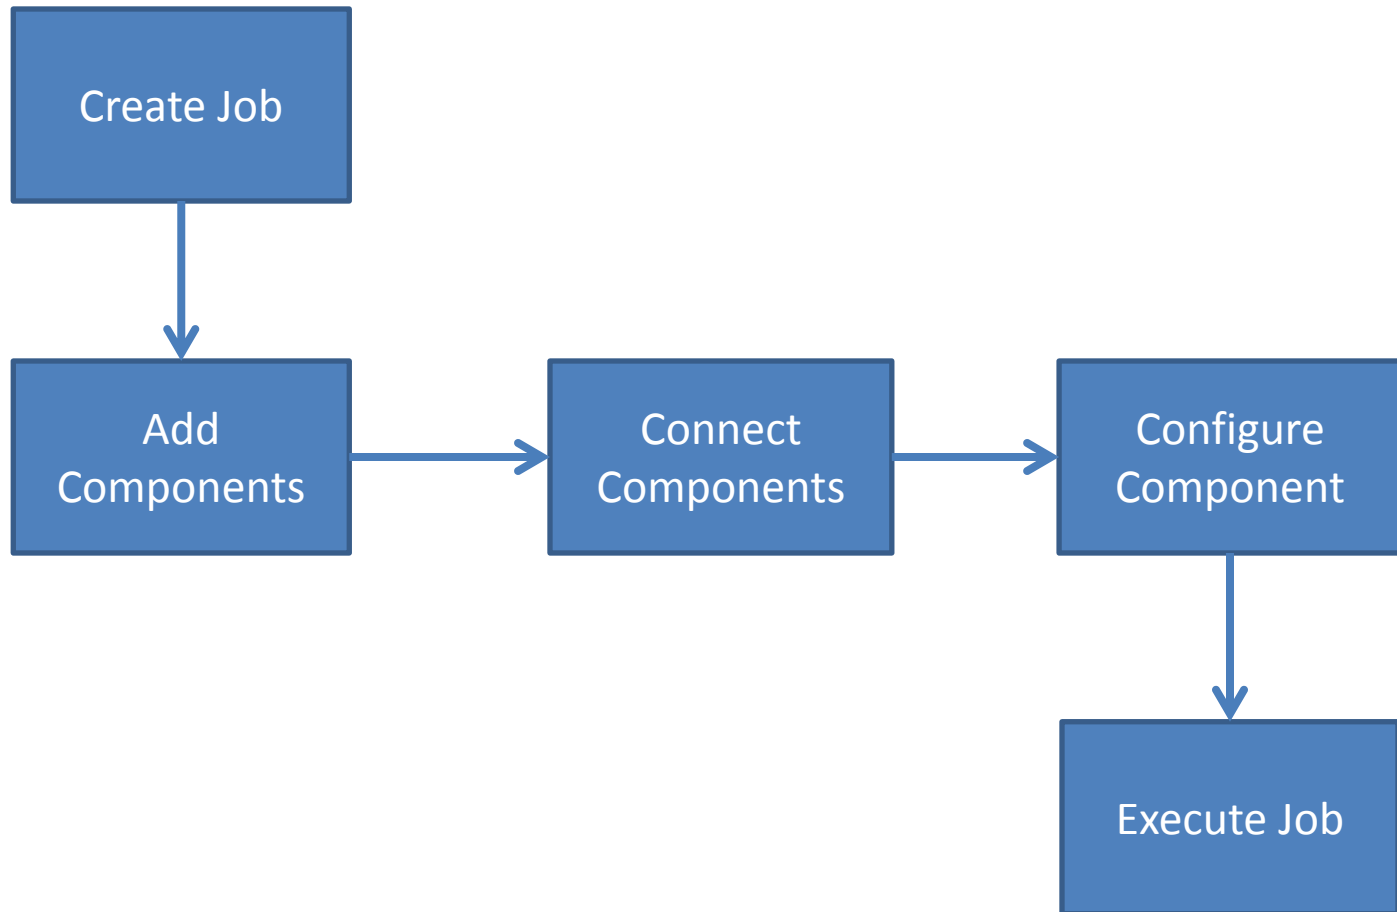 Create Job
Add
Components
Connect
Components
Configure
Component
Execute Job